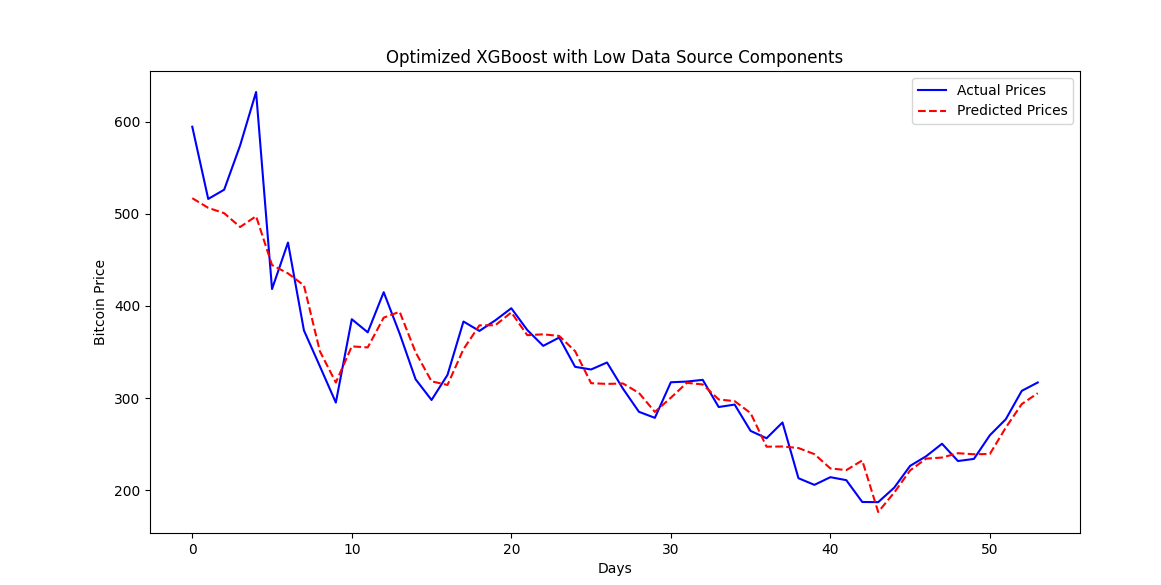 Optimized XGBoost with Low Data Source Components
Actual Prices
Predicted Prices
Bitcoin Price
600
500
400
300
200
0 10 20 30 40 50
Days